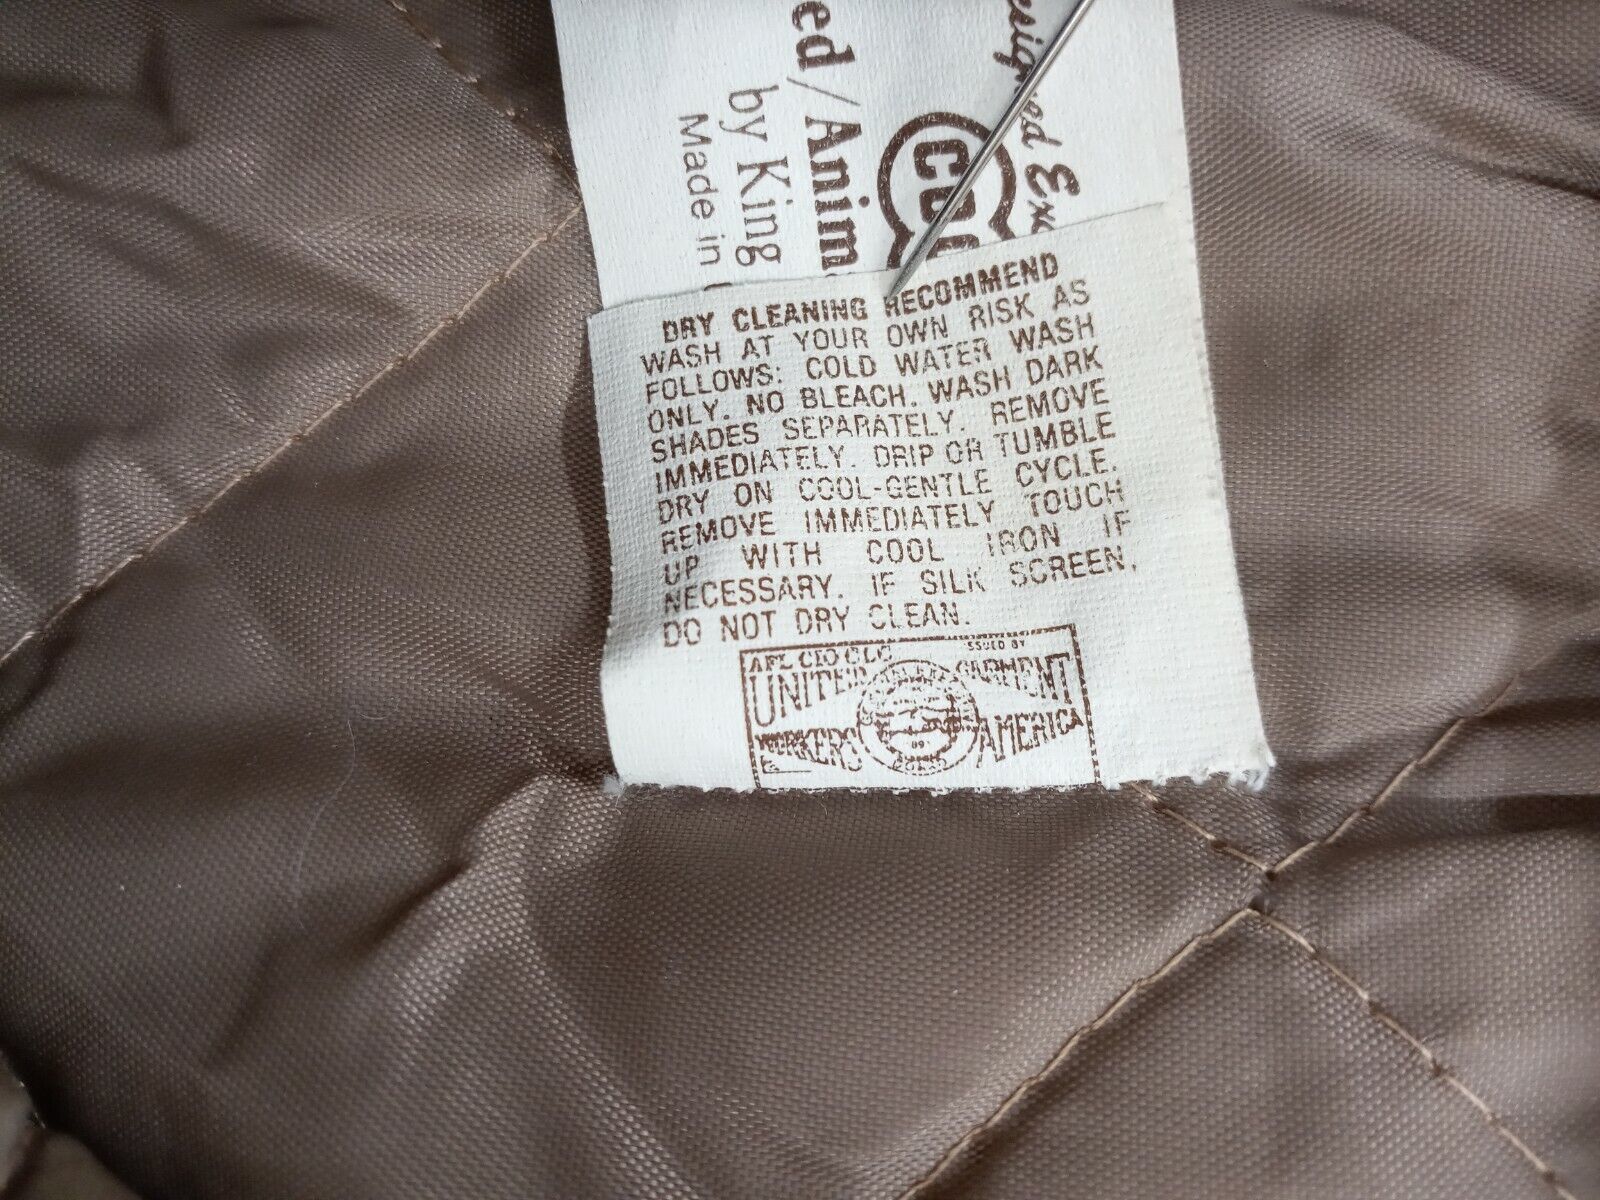 ed/Anim
by King
Made in
DRY CLEANING RECOMMEND
WASH AT YOUR OWN RISK AS
FOLLOWS: COLD WATER WASH
ONLY. NO BLEACH. WASH DARK
SHADES SEPARATELY. REMOVE
IMMEDIATELY. DRIP OR TUMBLE
DRY ON COOL-GENTLE CYCLE.
REMOVE IMMEDIATELY TOUCH
UP WITH COOL IRON IF
NECESSARY. IF SILK SCREEN,
DO NOT DRY CLEAN.
AFL CIO CLC ISSUED BY
UNITED GARMENT
WORKERS AMERICA